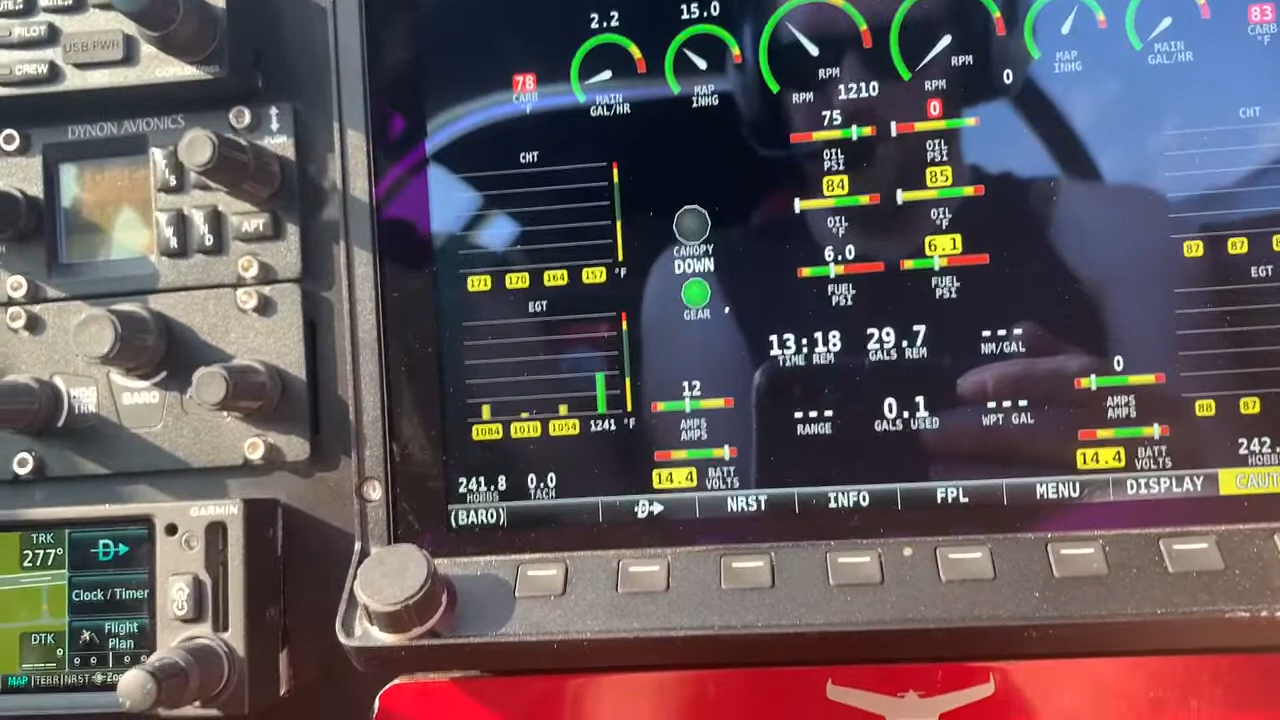 PILOT
USB PWR
CREW
DYNON AVIONICS
PUSH
APT
HDG
TRK
BARO
GARMIN
TRK
277°
Clock / Timer
DTK
Flight
Plan
MAP
TERR
NRST
2.2
MAIN
GAL/HR
15.0
MAP
INHG
78
CARB
°F
RPM
RPM
1210
RPM
RPM
0
MAP
INHG
MAIN
GAL/HR
83
CARB
°F
75
OIL
PSI
0
OIL
PSI
84
OIL
°F
85
OIL
°F
6.0
FUEL
PSI
6.1
FUEL
PSI
CHT
171 170 164 157 °F
EGT
1084 1018 1054 1241 °F
CANOPY
DOWN
GEAR
13:18
TIME REM
29.7
GALS REM
---
NM/GAL
---
RANGE
0.1
GALS USED
---
WPT GAL
12
AMPS
AMPS
14.4
BATT
VOLTS
0
AMPS
AMPS
14.4
BATT
VOLTS
CHT
87 87
EGT
88 87
241.8
HOBBS
0.0
TACH
242.
HOBBS
(BARO)
D
NRST
INFO
FPL
MENU
DISPLAY
CAUT